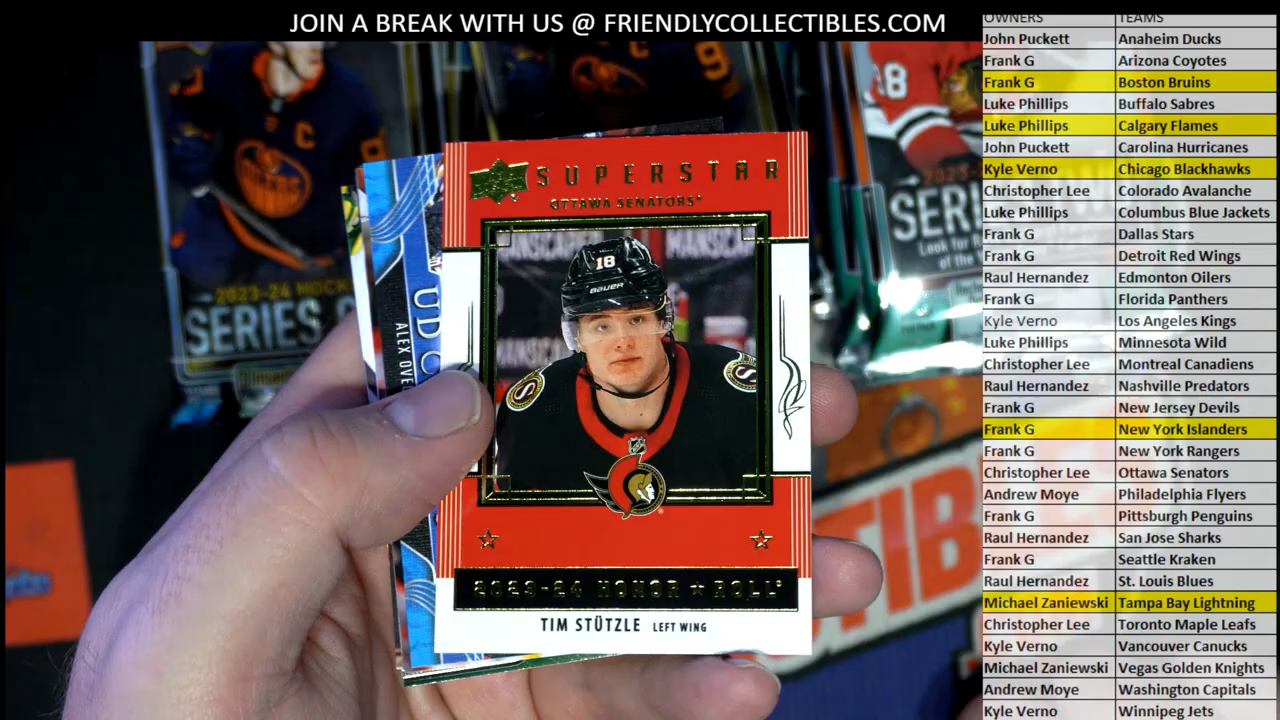 JOIN A BREAK WITH US @ FRIENDLYCOLLECTIBLES.COM
OWNERS TEAMS
John Puckett Anaheim Ducks
Frank G Arizona Coyotes
Frank G Boston Bruins
Luke Phillips Buffalo Sabres
Luke Phillips Calgary Flames
John Puckett Carolina Hurricanes
Kyle Verno Chicago Blackhawks
Christopher Lee Colorado Avalanche
Luke Phillips Columbus Blue Jackets
Frank G Dallas Stars
Frank G Detroit Red Wings
Raul Hernandez Edmonton Oilers
Frank G Florida Panthers
Kyle Verno Los Angeles Kings
Luke Phillips Minnesota Wild
Christopher Lee Montreal Canadiens
Raul Hernandez Nashville Predators
Frank G New Jersey Devils
Frank G New York Islanders
Frank G New York Rangers
Christopher Lee Ottawa Senators
Andrew Moye Philadelphia Flyers
Frank G Pittsburgh Penguins
Raul Hernandez San Jose Sharks
Frank G Seattle Kraken
Raul Hernandez St. Louis Blues
Michael Zaniewski Tampa Bay Lightning
Christopher Lee Toronto Maple Leafs
Kyle Verno Vancouver Canucks
Michael Zaniewski Vegas Golden Knights
Andrew Moye Washington Capitals
Kyle Verno Winnipeg Jets
SUPERSTAR
OTTAWA SENATORS
MANSCAPED
18
BAUER
2023-24 HONOR ★ ROLL
TIM STÜTZLE LEFT WING
UD
ALEX
C
OILERS
2023-24
SERIES